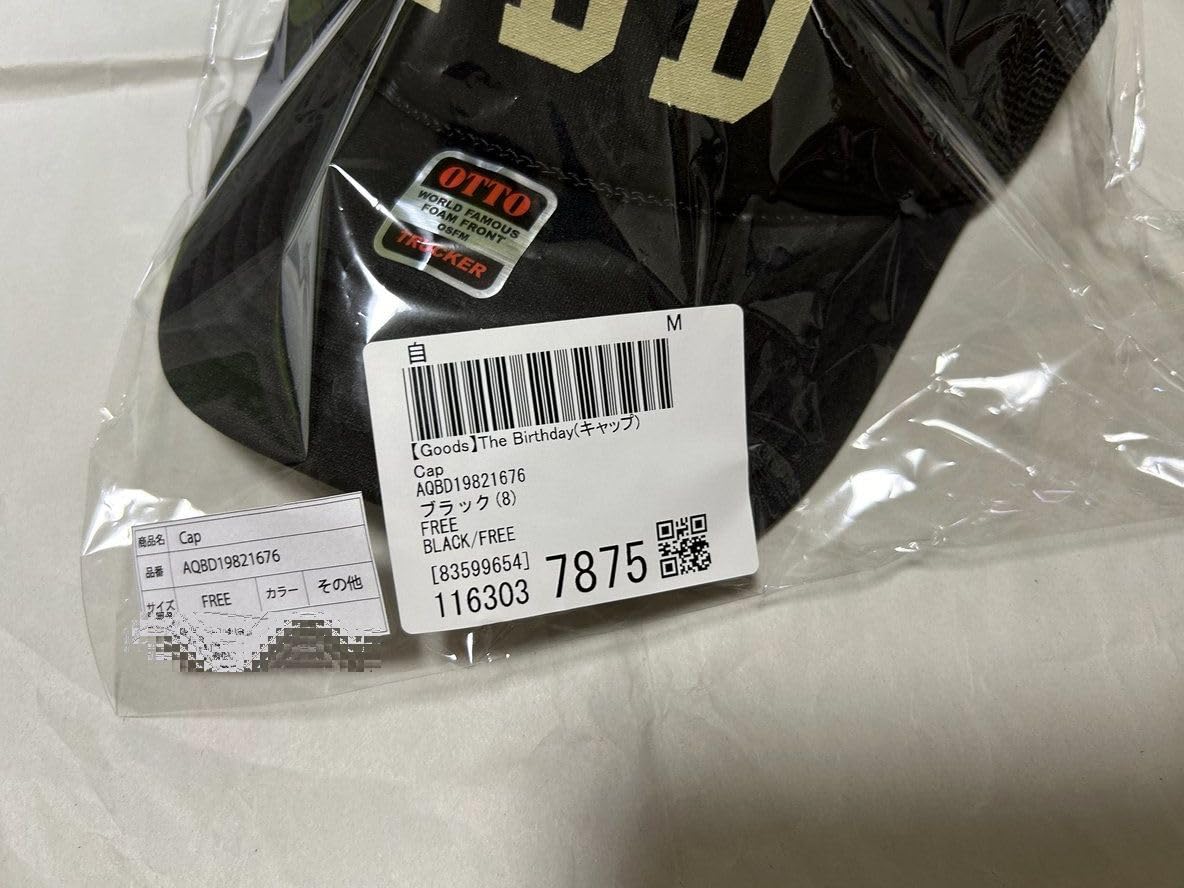 BD
OTTO
WORLD FAMOUS
FOAM FRONT
OSFM
TRUCKER
自 M
【Goods】The Birthday(キャップ)
Cap
AQBD19821676
ブラック(8)
FREE
BLACK/FREE
[83599654]
116303 7875
商品名 Cap
品番 AQBD19821676
サイズ FREE カラー その他